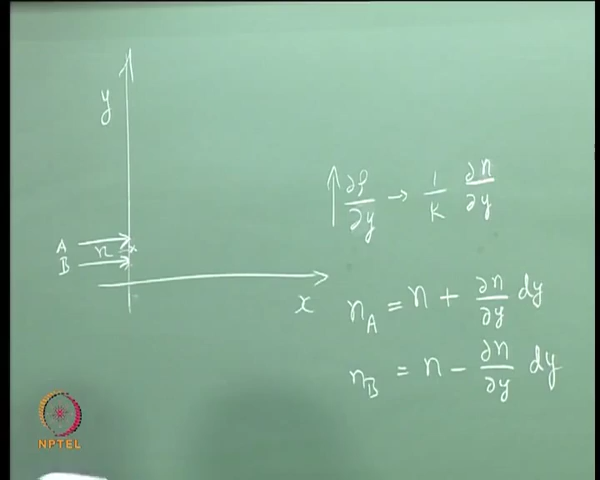 y
A
n x
B
x
↑ ∂ρ/∂y → 1/K ∂n/∂y
n_A = n + ∂n/∂y dy
n_B = n − ∂n/∂y dy
NPTEL